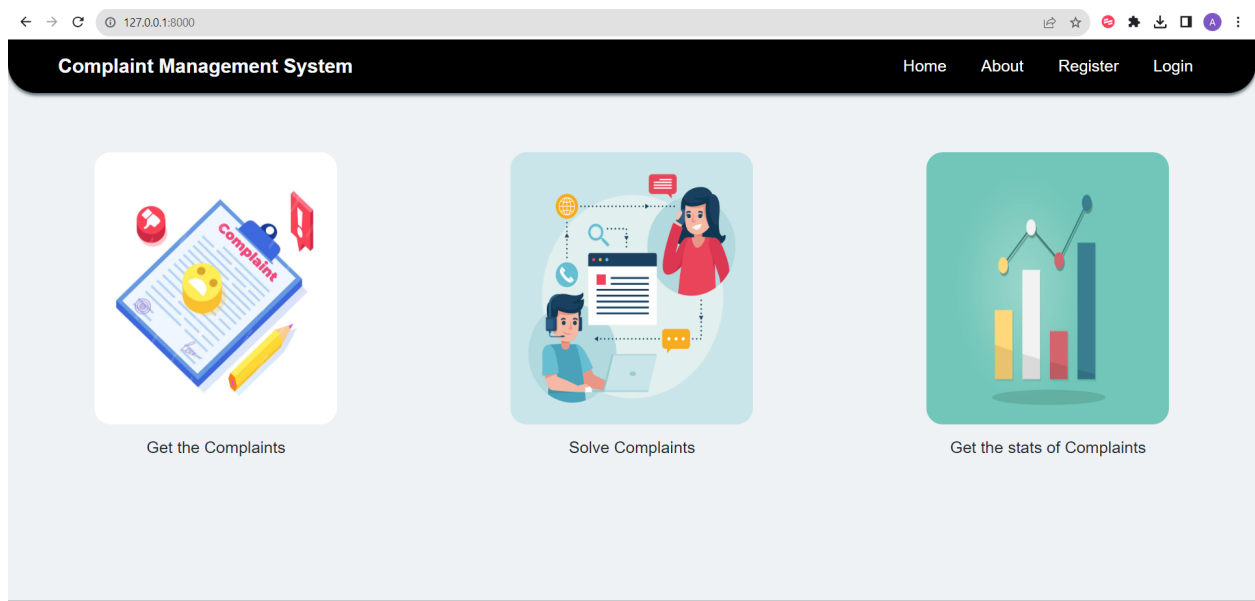 127.0.0.1:8000
A
Complaint Management System
Home About Register Login
Complaint
Get the Complaints
Solve Complaints
Get the stats of Complaints